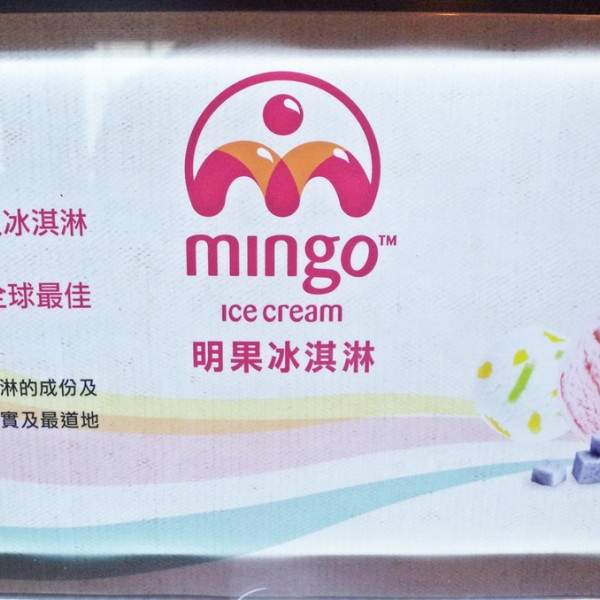 冰淇淋
全球最佳
淋的成份及
實及最道地
mingo™
ice cream
明果冰淇淋